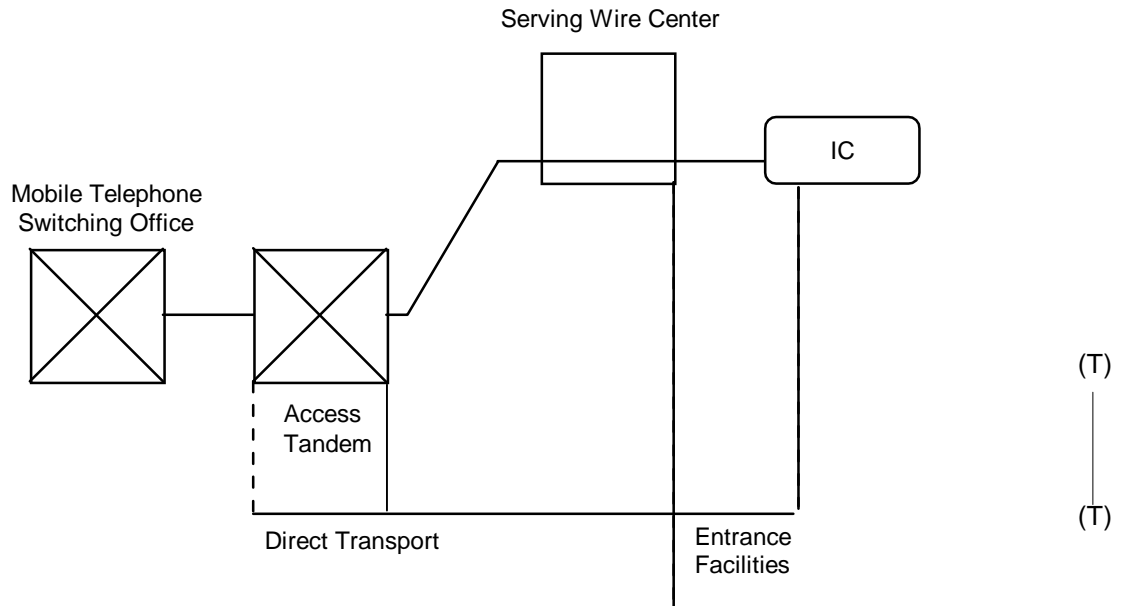 Serving Wire Center
IC
Mobile Telephone
Switching Office
(T)
Access
Tandem
(T)
Direct Transport
Entrance
Facilities